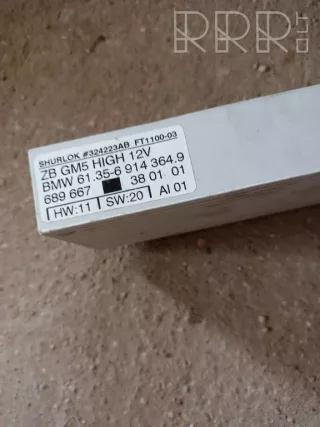 RRR.LT
SHURLOK #324223AB FT1100-03
ZB GM5 HIGH 12V
BMW 61.35-6 914 364.9
689 667 38 01 01
HW:11 SW:20 AI 01